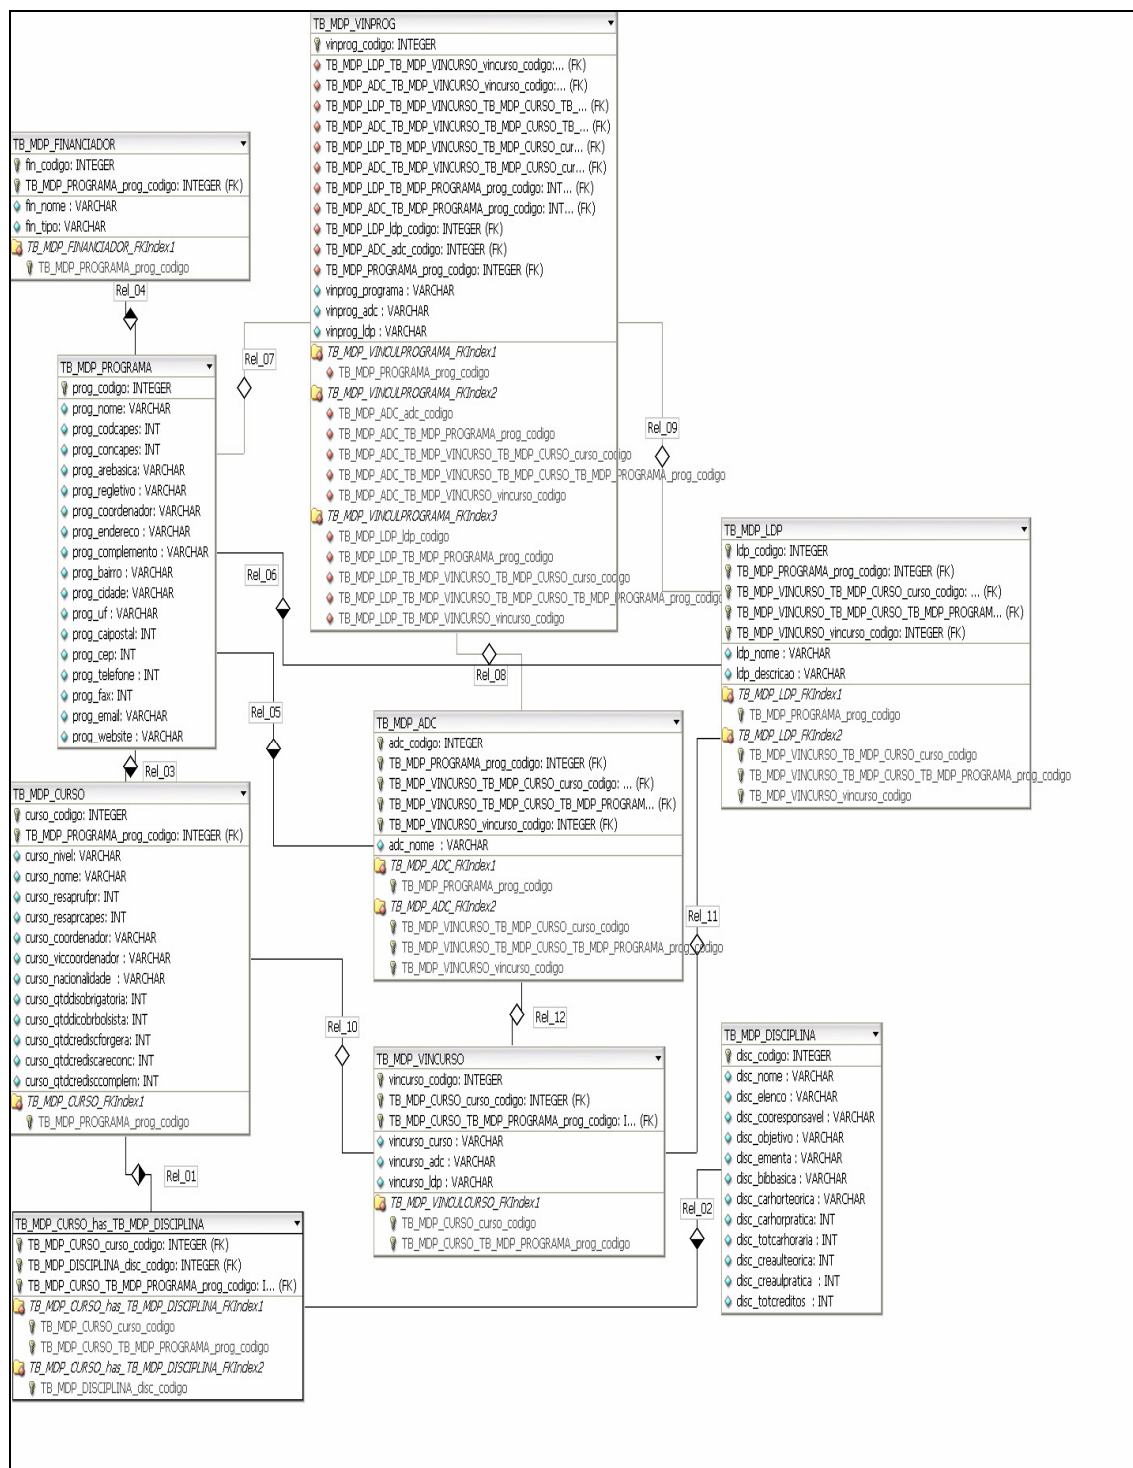 TB_MDP_VINPROG
vinprog_codigo: INTEGER
TB_MDP_LDP_TB_MDP_VINCURSO_vincurso_codigo:... (FK)
TB_MDP_ADC_TB_MDP_VINCURSO_vincurso_codigo:... (FK)
TB_MDP_LDP_TB_MDP_VINCURSO_TB_MDP_CURSO_TB_... (FK)
TB_MDP_ADC_TB_MDP_VINCURSO_TB_MDP_CURSO_TB_... (FK)
TB_MDP_LDP_TB_MDP_VINCURSO_TB_MDP_CURSO_cur... (FK)
TB_MDP_ADC_TB_MDP_VINCURSO_TB_MDP_CURSO_cur... (FK)
TB_MDP_LDP_TB_MDP_PROGRAMA_prog_codigo: INT... (FK)
TB_MDP_ADC_TB_MDP_PROGRAMA_prog_codigo: INT... (FK)
TB_MDP_LDP_ldp_codigo: INTEGER (FK)
TB_MDP_ADC_adc_codigo: INTEGER (FK)
TB_MDP_PROGRAMA_prog_codigo: INTEGER (FK)
vinprog_programa : VARCHAR
vinprog_adc : VARCHAR
vinprog_ldp : VARCHAR
TB_MDP_VINCULPROGRAMA_FKIndex1
TB_MDP_PROGRAMA_prog_codigo
TB_MDP_VINCULPROGRAMA_FKIndex2
TB_MDP_ADC_adc_codigo
TB_MDP_ADC_TB_MDP_PROGRAMA_prog_codigo
TB_MDP_ADC_TB_MDP_VINCURSO_TB_MDP_CURSO_curso_codigo
TB_MDP_ADC_TB_MDP_VINCURSO_TB_MDP_CURSO_TB_MDP_PROGRAMA_prog_codigo
TB_MDP_ADC_TB_MDP_VINCURSO_vincurso_codigo
TB_MDP_VINCULPROGRAMA_FKIndex3
TB_MDP_LDP_ldp_codigo
TB_MDP_LDP_TB_MDP_PROGRAMA_prog_codigo
TB_MDP_LDP_TB_MDP_VINCURSO_TB_MDP_CURSO_curso_codigo
TB_MDP_LDP_TB_MDP_VINCURSO_TB_MDP_CURSO_TB_MDP_PROGRAMA_prog_codigo
TB_MDP_LDP_TB_MDP_VINCURSO_vincurso_codigo
TB_MDP_FINANCIADOR
fin_codigo: INTEGER
TB_MDP_PROGRAMA_prog_codigo: INTEGER (FK)
fin_nome : VARCHAR
fin_tipo: VARCHAR
TB_MDP_FINANCIADOR_FKIndex1
TB_MDP_PROGRAMA_prog_codigo
Rel_04
Rel_07
Rel_09
TB_MDP_PROGRAMA
prog_codigo: INTEGER
prog_nome: VARCHAR
prog_codcapes: INT
prog_concapes: INT
prog_arebasica: VARCHAR
prog_regletivo : VARCHAR
prog_coordenador: VARCHAR
prog_endereco : VARCHAR
prog_complemento : VARCHAR
prog_bairro : VARCHAR
prog_cidade: VARCHAR
prog_uf : VARCHAR
prog_caipostal: INT
prog_cep: INT
prog_telefone : INT
prog_fax: INT
prog_email: VARCHAR
prog_website : VARCHAR
Rel_06
Rel_08
Rel_05
Rel_03
TB_MDP_LDP
ldp_codigo: INTEGER
TB_MDP_PROGRAMA_prog_codigo: INTEGER (FK)
TB_MDP_VINCURSO_TB_MDP_CURSO_curso_codigo: ... (FK)
TB_MDP_VINCURSO_TB_MDP_CURSO_TB_MDP_PROGRAM... (FK)
TB_MDP_VINCURSO_vincurso_codigo: INTEGER (FK)
ldp_nome : VARCHAR
ldp_descricao : VARCHAR
TB_MDP_LDP_FKIndex1
TB_MDP_PROGRAMA_prog_codigo
TB_MDP_LDP_FKIndex2
TB_MDP_VINCURSO_TB_MDP_CURSO_curso_codigo
TB_MDP_VINCURSO_TB_MDP_CURSO_TB_MDP_PROGRAMA_prog_codigo
TB_MDP_VINCURSO_vincurso_codigo
TB_MDP_ADC
adc_codigo: INTEGER
TB_MDP_PROGRAMA_prog_codigo: INTEGER (FK)
TB_MDP_VINCURSO_TB_MDP_CURSO_curso_codigo: ... (FK)
TB_MDP_VINCURSO_TB_MDP_CURSO_TB_MDP_PROGRAM... (FK)
TB_MDP_VINCURSO_vincurso_codigo: INTEGER (FK)
adc_nome : VARCHAR
TB_MDP_ADC_FKIndex1
TB_MDP_PROGRAMA_prog_codigo
TB_MDP_ADC_FKIndex2
TB_MDP_VINCURSO_TB_MDP_CURSO_curso_codigo
TB_MDP_VINCURSO_TB_MDP_CURSO_TB_MDP_PROGRAMA_prog_codigo
TB_MDP_VINCURSO_vincurso_codigo
TB_MDP_CURSO
curso_codigo: INTEGER
TB_MDP_PROGRAMA_prog_codigo: INTEGER (FK)
curso_nivel: VARCHAR
curso_nome: VARCHAR
curso_resaprufpr: INT
curso_resaprcapes: INT
curso_coordenador: VARCHAR
curso_viccoordenador : VARCHAR
curso_nacionalidade : VARCHAR
curso_qtddisobrigatoria: INT
curso_qtddicobrbolsista: INT
curso_qtdcrediscforgera: INT
curso_qtdcrediscareconc: INT
curso_qtdcredisccomplem: INT
TB_MDP_CURSO_FKIndex1
TB_MDP_PROGRAMA_prog_codigo
Rel_11
Rel_12
Rel_10
TB_MDP_VINCURSO
vincurso_codigo: INTEGER
TB_MDP_CURSO_curso_codigo: INTEGER (FK)
TB_MDP_CURSO_TB_MDP_PROGRAMA_prog_codigo: I... (FK)
vincurso_curso : VARCHAR
vincurso_adc : VARCHAR
vincurso_ldp : VARCHAR
TB_MDP_VINCULCURSO_FKIndex1
TB_MDP_CURSO_curso_codigo
TB_MDP_CURSO_TB_MDP_PROGRAMA_prog_codigo
TB_MDP_DISCIPLINA
disc_codigo: INTEGER
disc_nome : VARCHAR
disc_elenco : VARCHAR
disc_cooresponsavel : VARCHAR
disc_objetivo : VARCHAR
disc_ementa : VARCHAR
disc_bibbasica : VARCHAR
disc_carhorteorica : VARCHAR
disc_carhorpratica: INT
disc_totcarhoraria : INT
disc_creaulteorica: INT
disc_creaulpratica : INT
disc_totcreditos : INT
Rel_01
Rel_02
TB_MDP_CURSO_has_TB_MDP_DISCIPLINA
TB_MDP_CURSO_curso_codigo: INTEGER (FK)
TB_MDP_DISCIPLINA_disc_codigo: INTEGER (FK)
TB_MDP_CURSO_TB_MDP_PROGRAMA_prog_codigo: I... (FK)
TB_MDP_CURSO_has_TB_MDP_DISCIPLINA_FKIndex1
TB_MDP_CURSO_curso_codigo
TB_MDP_CURSO_TB_MDP_PROGRAMA_prog_codigo
TB_MDP_CURSO_has_TB_MDP_DISCIPLINA_FKIndex2
TB_MDP_DISCIPLINA_disc_codigo